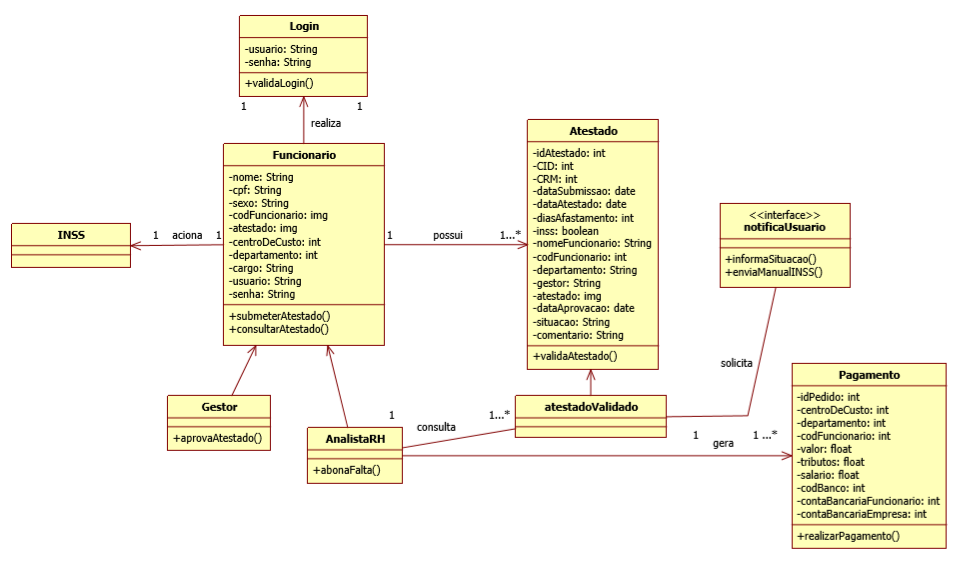 Login
-usuario: String
-senha: String
+validaLogin()
1
1
realiza
Funcionario
-nome: String
-cpf: String
-sexo: String
-codFuncionario: img
-atestado: img
-centroDeCusto: int
-departamento: int
-cargo: String
-usuario: String
-senha: String
+submeterAtestado()
+consultarAtestado()
INSS
1
aciona
1
1
possui
1...*
Atestado
-idAtestado: int
-CID: int
-CRM: int
-dataSubmissao: date
-dataAtestado: date
-diasAfastamento: int
-inss: boolean
-nomeFuncionario: String
-codFuncionario: int
-departamento: String
-gestor: String
-atestado: img
-dataAprovacao: date
-situacao: String
-comentario: String
+validaAtestado()
<<interface>>
notificaUsuario
+informaSituacao()
+enviaManualINSS()
solicita
Gestor
+aprovaAtestado()
AnalistaRH
+abonaFalta()
1
consulta
1...*
atestadoValidado
1
gera
1 ...*
Pagamento
-idPedido: int
-centroDeCusto: int
-departamento: int
-codFuncionario: int
-valor: float
-tributos: float
-salario: float
-codBanco: int
-contaBancariaFuncionario: int
-contaBancariaEmpresa: int
+realizarPagamento()